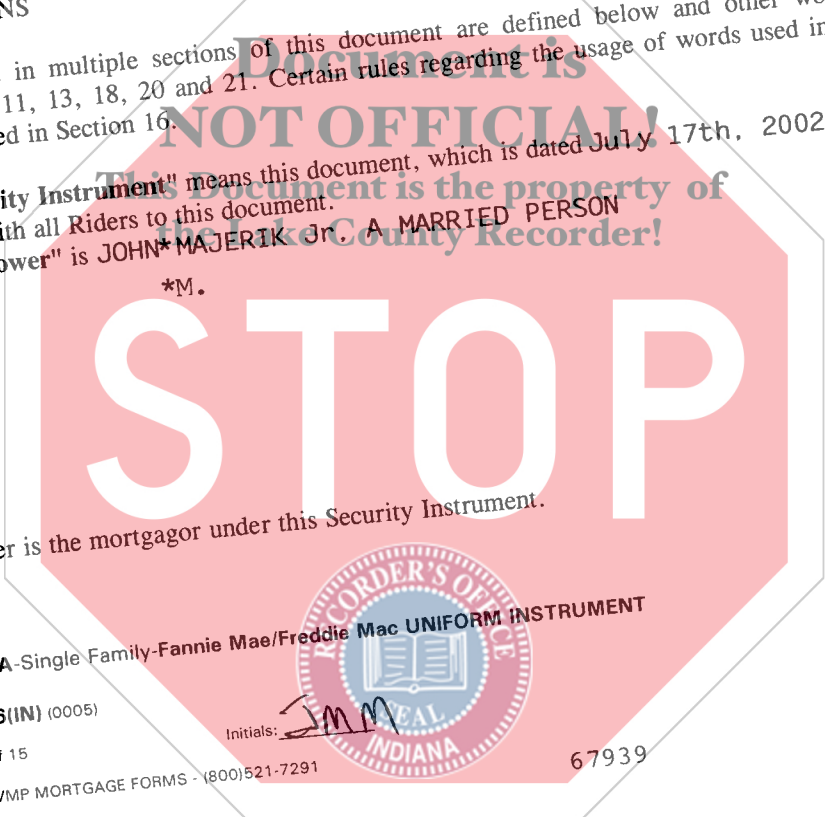 NS
in multiple sections of this document are defined below and other
11, 13, 18, 20 and 21. Certain rules regarding the usage of words used in
ed in Section 16.
Document is
NOT OFFICIAL!
This Document is the property of
the Lake County Recorder!
ity Instrument" means this document, which is dated July 17th, 2002
ith all Riders to this document.
ower" is JOHN* MAJERIK Jr. A MARRIED PERSON
*M.
STOP
er is the mortgagor under this Security Instrument.
RECORDER'S OFFICE
SEAL
INDIANA
A-Single Family-Fannie Mae/Freddie Mac UNIFORM INSTRUMENT
6(IN) (0005)
Initials: JMM
f 15
VMP MORTGAGE FORMS - (800)521-7291
67939